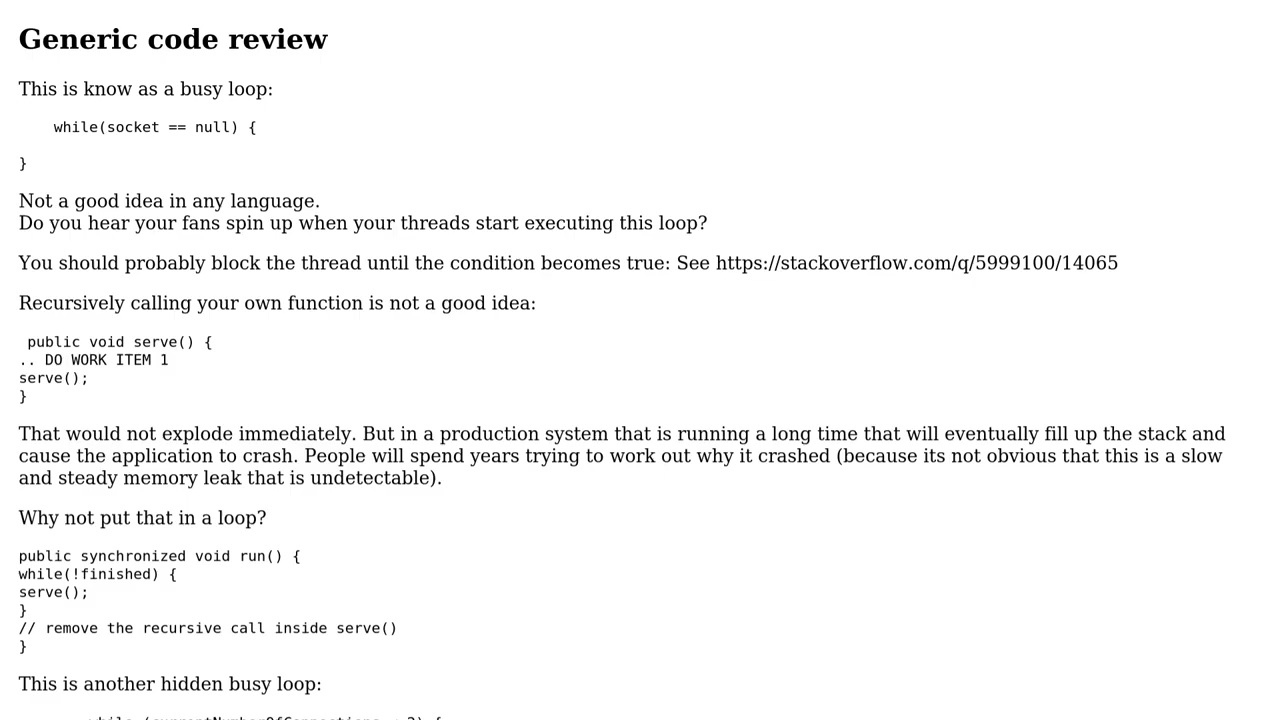 Generic code review
This is know as a busy loop:
while(socket == null) {
}
Not a good idea in any language.
Do you hear your fans spin up when your threads start executing this loop?
You should probably block the thread until the condition becomes true: See https://stackoverflow.com/q/5999100/14065
Recursively calling your own function is not a good idea:
public void serve() {
.. DO WORK ITEM 1
serve();
}
That would not explode immediately. But in a production system that is running a long time that will eventually fill up the stack and
cause the application to crash. People will spend years trying to work out why it crashed (because its not obvious that this is a slow
and steady memory leak that is undetectable).
Why not put that in a loop?
public synchronized void run() {
while(!finished) {
serve();
}
// remove the recursive call inside serve()
}
This is another hidden busy loop: